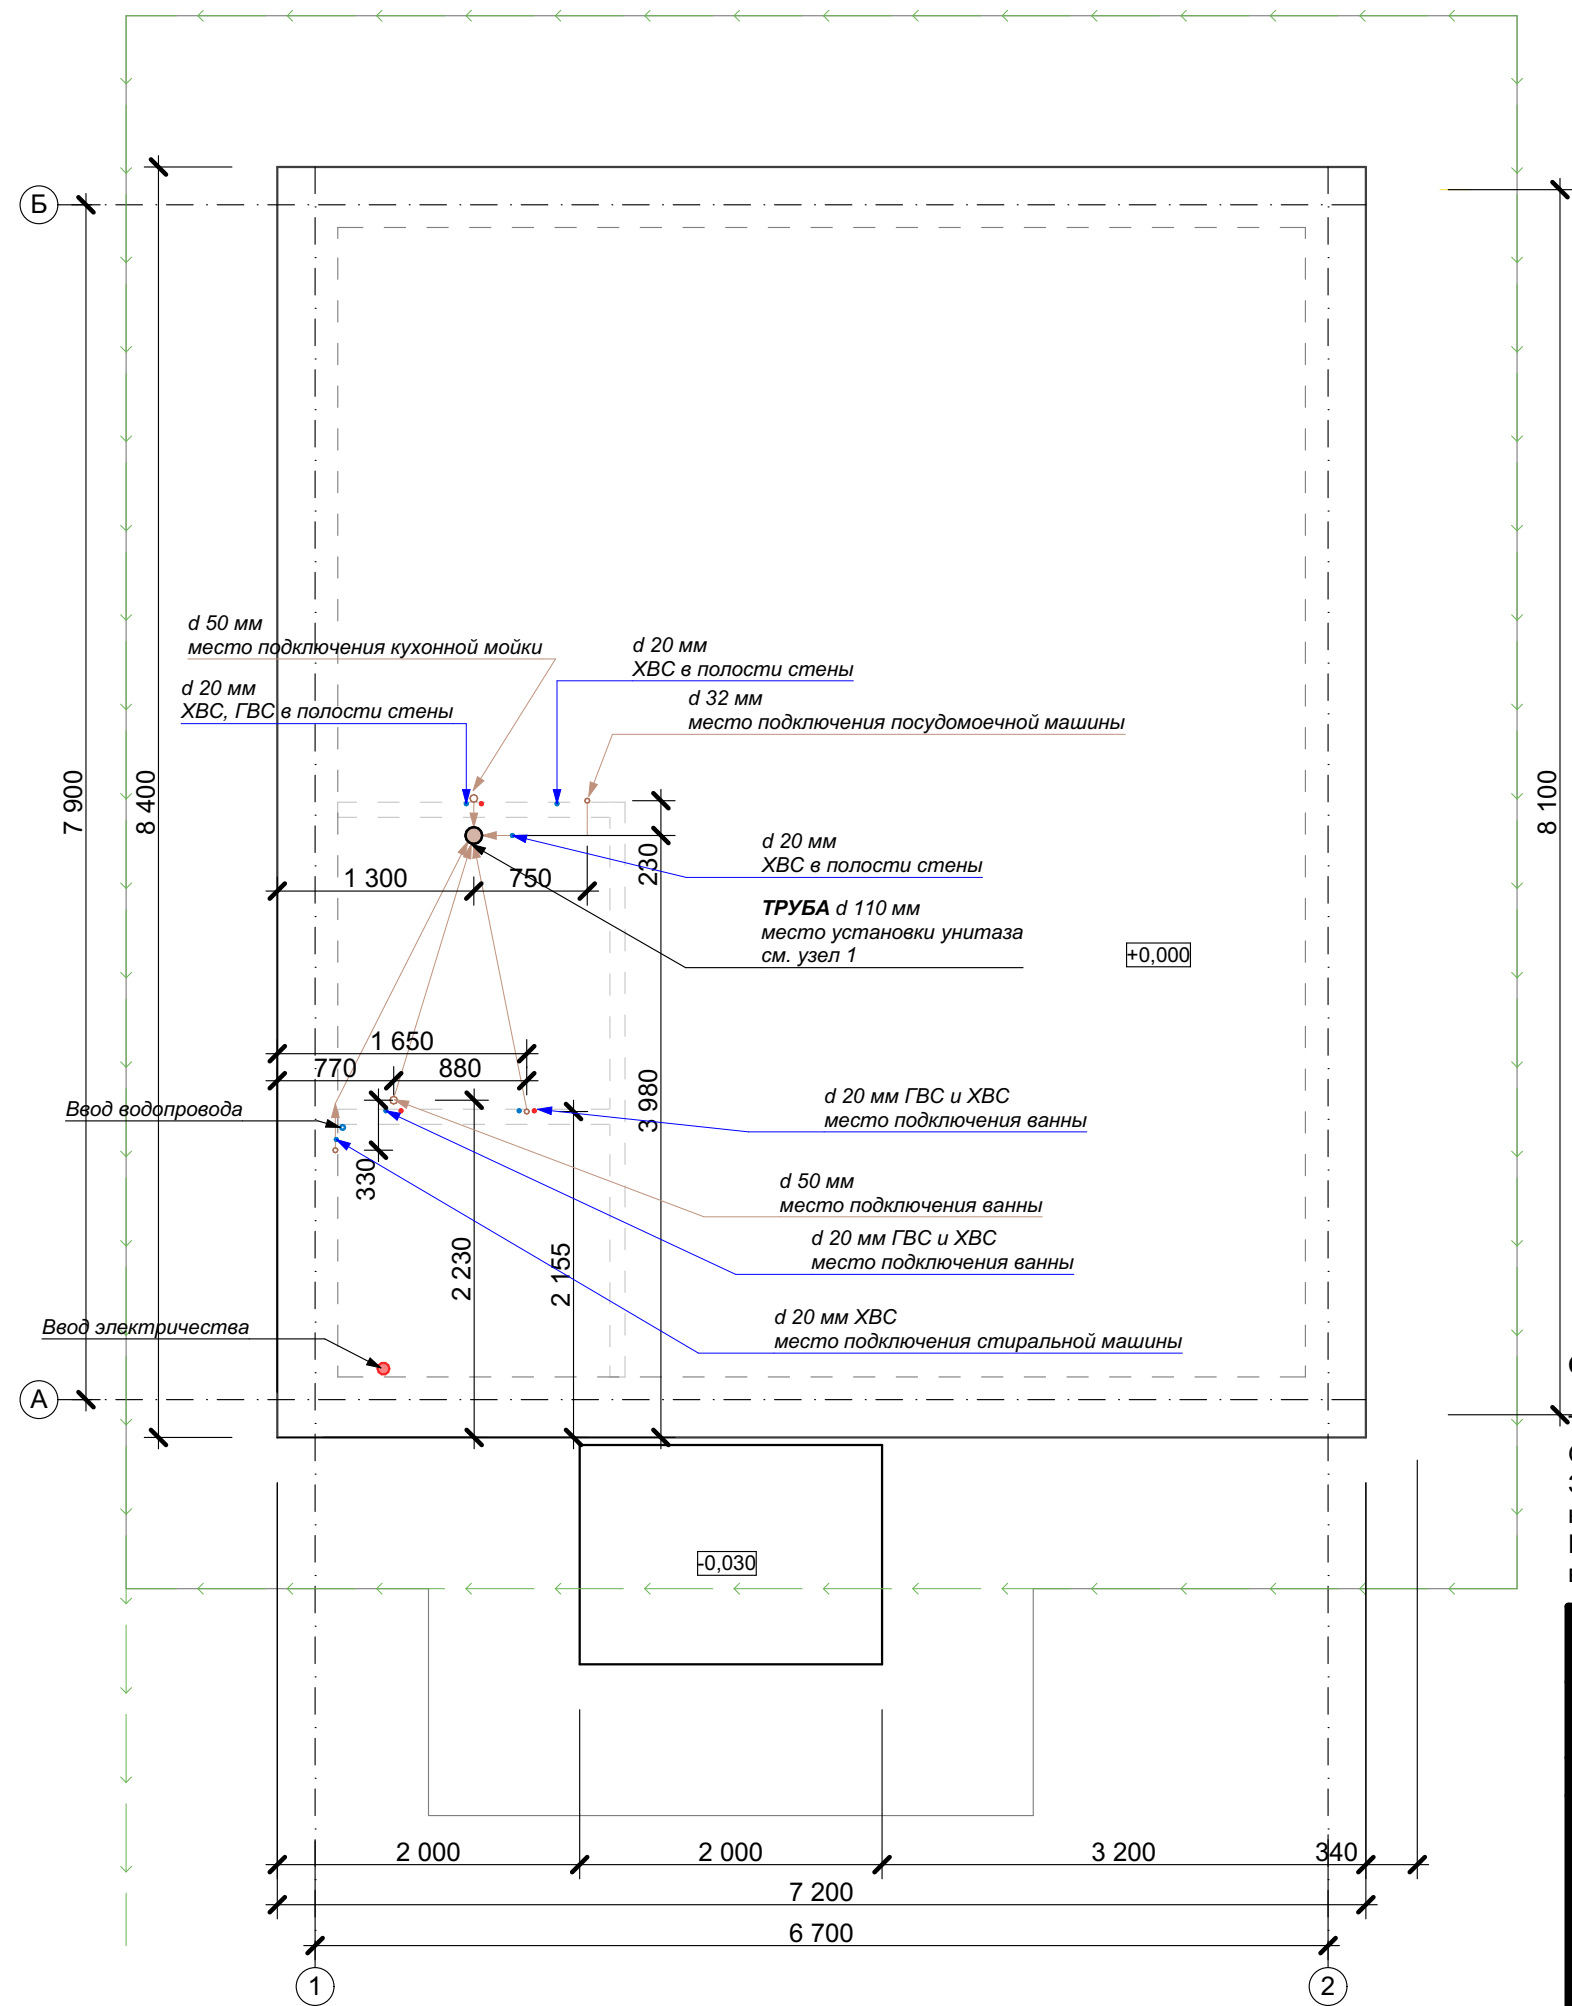 Б
7 900
8 400
8 100
d 50 мм
место подключения кухонной мойки
d 20 мм
ХВС в полости стены
d 20 мм
ХВС, ГВС в полости стены
d 32 мм
место подключения посудомоечной машины
1 300
750
230
d 20 мм
ХВС в полости стены
ТРУБА d 110 мм
место установки унитаза
см. узел 1
+0,000
1 650
770
880
3 980
Ввод водопровода
330
d 20 мм ГВС и ХВС
место подключения ванны
d 50 мм
место подключения ванны
2 230
2 155
d 20 мм ГВС и ХВС
место подключения ванны
d 20 мм ХВС
место подключения стиральной машины
Ввод электричества
А
-0,030
2 000
2 000
3 200
340
7 200
6 700
1
2